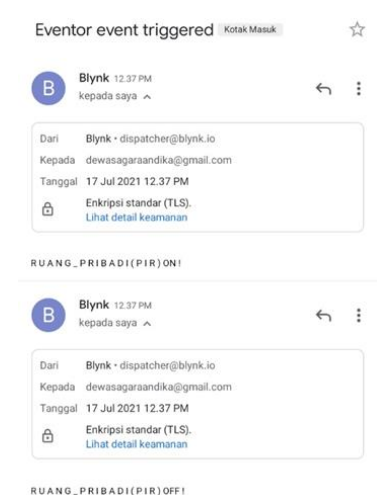 Eventor event triggered Kotak Masuk
B
Blynk 12.37 PM
kepada saya
Dari Blynk • dispatcher@blynk.io
Kepada dewasagaraandika@gmail.com
Tanggal 17 Jul 2021 12.37 PM
Enkripsi standar (TLS).
Lihat detail keamanan
RUANG_PRIBADI(PIR)ON!
B
Blynk 12.37 PM
kepada saya
Dari Blynk • dispatcher@blynk.io
Kepada dewasagaraandika@gmail.com
Tanggal 17 Jul 2021 12.37 PM
Enkripsi standar (TLS).
Lihat detail keamanan
RUANG_PRIBADI(PIR)OFF!